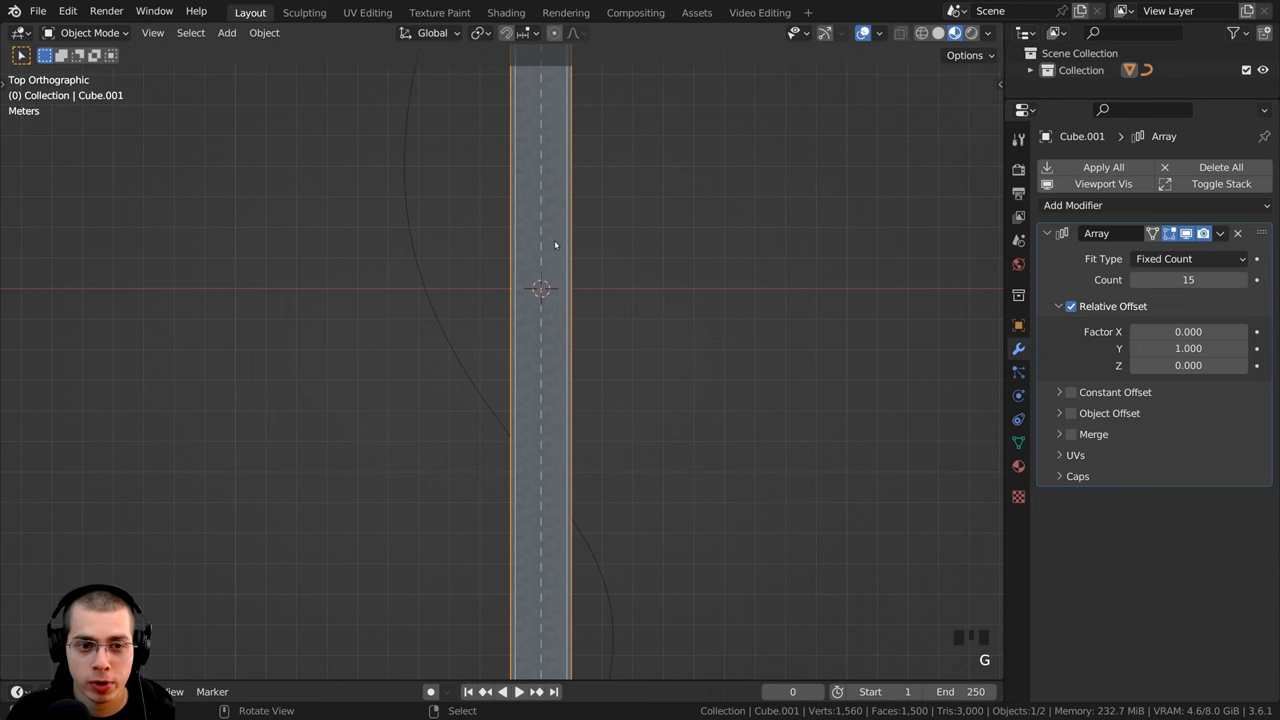 File Edit Render Window Help Layout Sculpting UV Editing Texture Paint Shading Rendering Compositing Assets Video Editing + Scene View Layer
Object Mode View Select Add Object Global
Options
Top Orthographic
(0) Collection | Cube.001
Meters
Scene Collection
Collection
Cube.001 > Array
Apply All Delete All
Viewport Vis Toggle Stack
Add Modifier
Array
Fit Type Fixed Count
Count 15
Relative Offset
Factor X 0.000
Y 1.000
Z 0.000
Constant Offset
Object Offset
Merge
UVs
Caps
G
Marker 0 Start 1 End 250
Rotate View Select Collection | Cube.001 | Verts:1,560 | Faces:1,500 | Tris:3,000 | Objects:1/2 | Memory: 232.7 MiB | VRAM: 4.6/8.0 GiB | 3.6.1